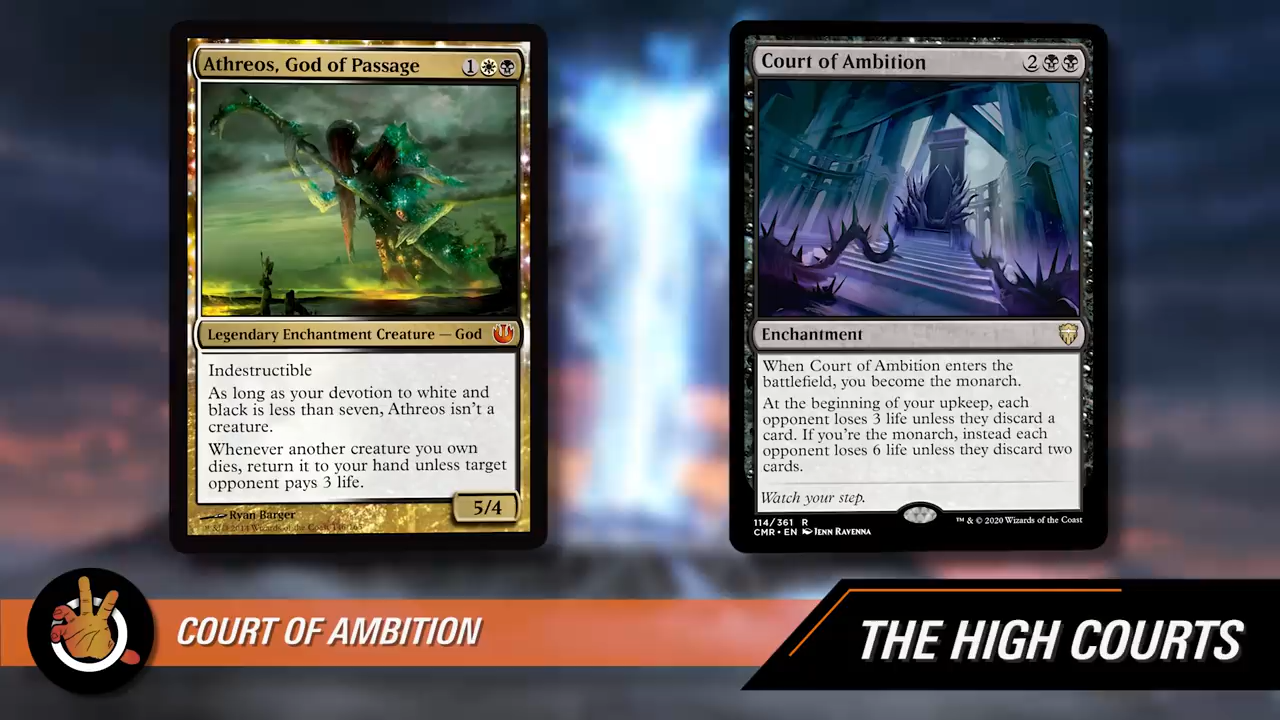 Athreos, God of Passage
1
Legendary Enchantment Creature — God
Indestructible
As long as your devotion to white and
black is less than seven, Athreos isn't a
creature.
Whenever another creature you own
dies, return it to your hand unless target
opponent pays 3 life.
5/4
Ryan Barger
Court of Ambition
2
Enchantment
When Court of Ambition enters the
battlefield, you become the monarch.
At the beginning of your upkeep, each
opponent loses 3 life unless they discard a
card. If you're the monarch, instead each
opponent loses 6 life unless they discard two
cards.
Watch your step.
114/361 R
CMR • EN Jenn Ravenna
™ & © 2020 Wizards of the Coast
COURT OF AMBITION
THE HIGH COURTS